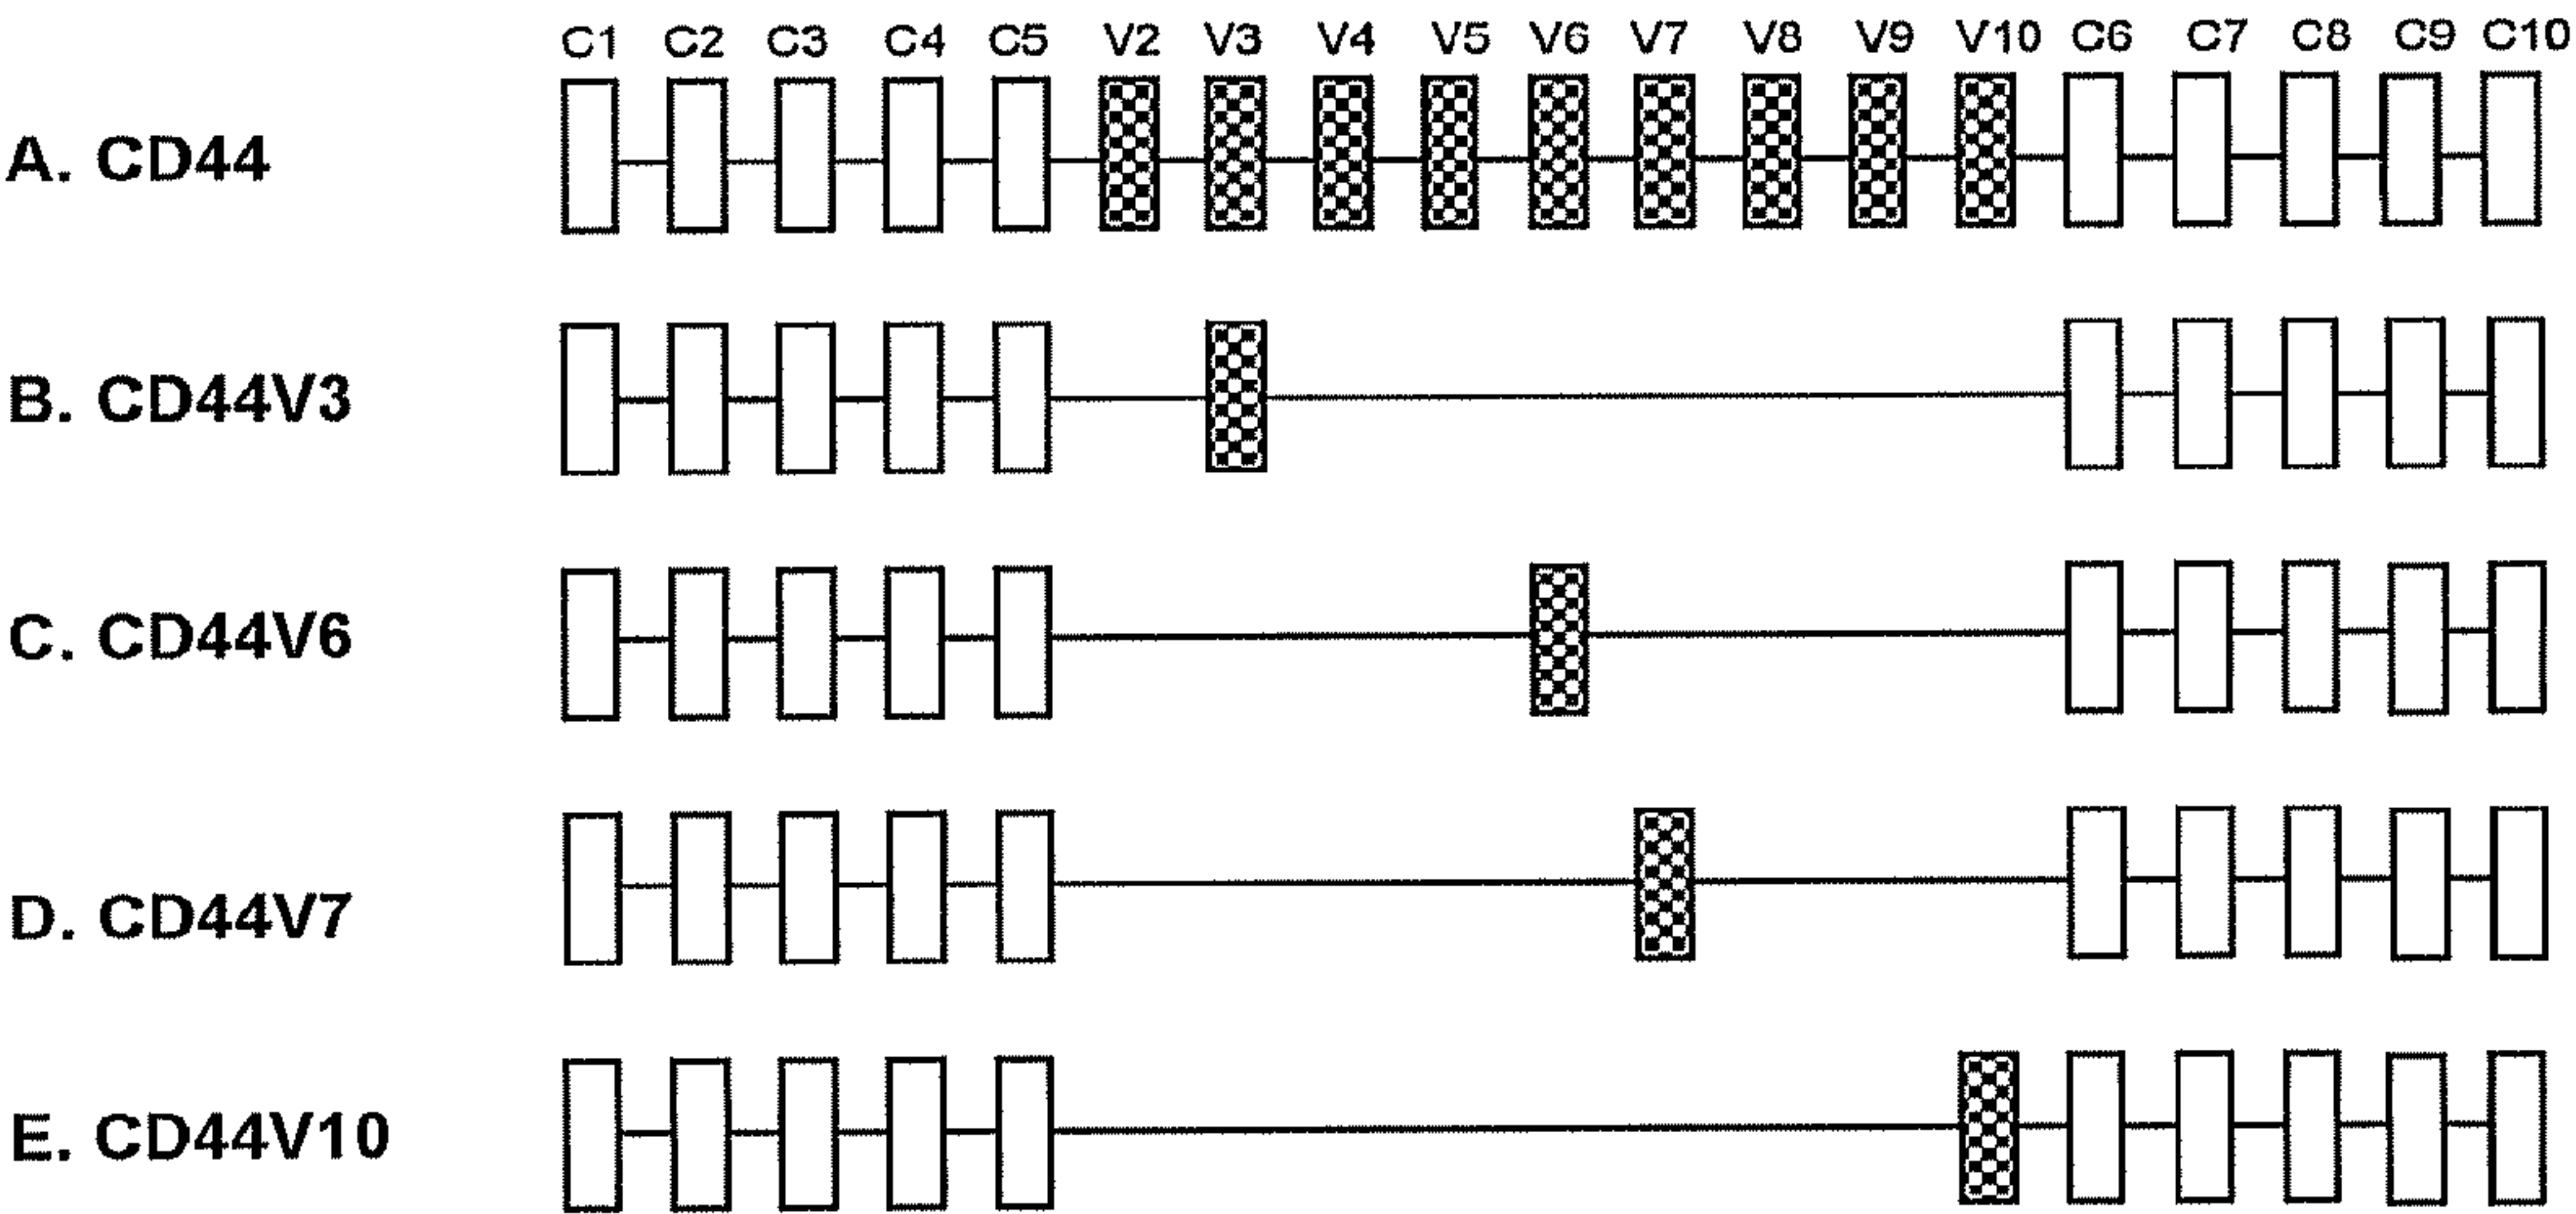 C1 C2 C3 C4 C5 V2 V3 V4 V5 V6 V7 V8 V9 V10 C6 C7 C8 C9 C10
A. CD44
B. CD44V3
C. CD44V6
D. CD44V7
E. CD44V10